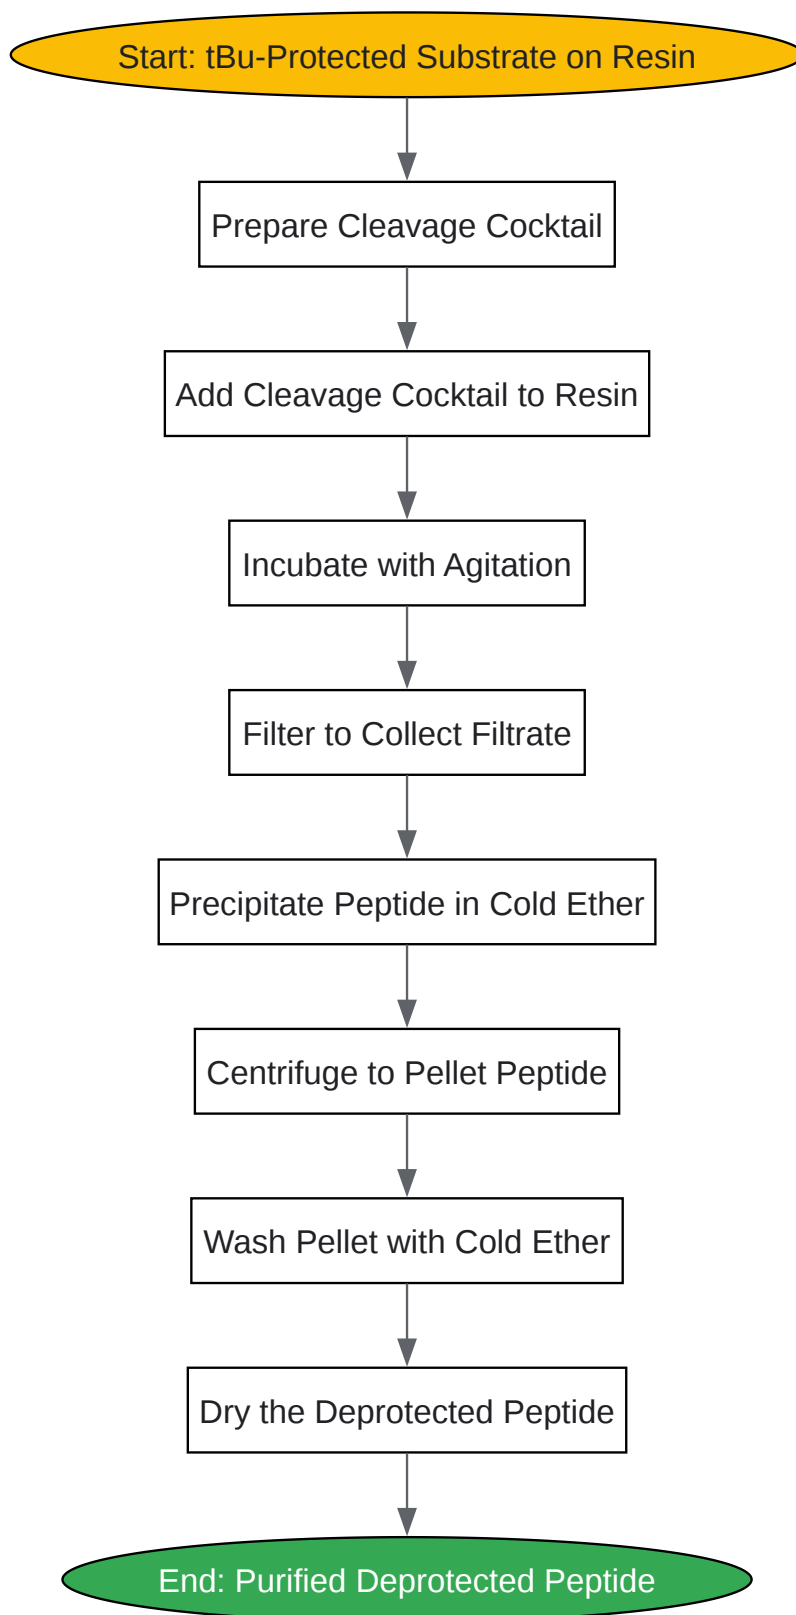 Start: tBu-Protected Substrate on Resin
Prepare Cleavage Cocktail
Add Cleavage Cocktail to Resin
Incubate with Agitation
Filter to Collect Filtrate
Precipitate Peptide in Cold Ether
Centrifuge to Pellet Peptide
Wash Pellet with Cold Ether
Dry the Deprotected Peptide
End: Purified Deprotected Peptide